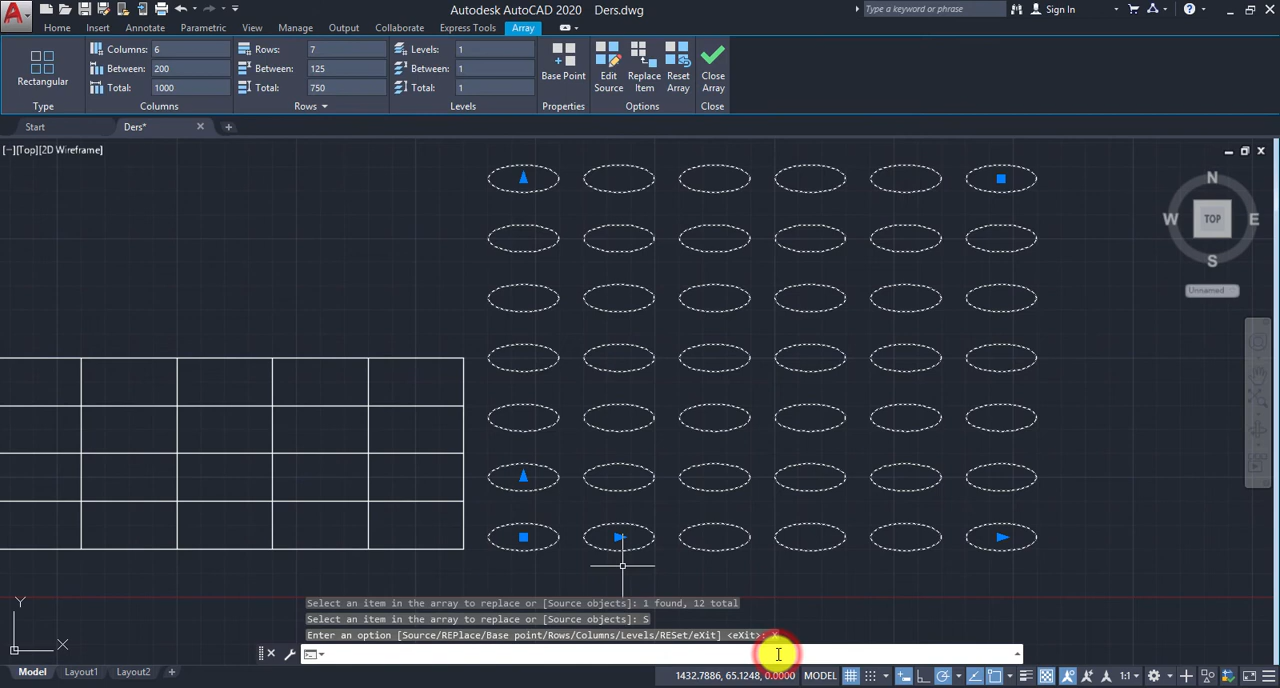 A Autodesk AutoCAD 2020 Ders.dwg Type a keyword or phrase Sign In
Home Insert Annotate Parametric View Manage Output Collaborate Express Tools Array
Columns: 6 Rows: 7 Levels: 1
Between: 200 Between: 125 Between: 1
Total: 1000 Total: 750 Total: 1
Rectangular Base Point Edit Source Replace Item Reset Array Close Array
Type Columns Rows Levels Properties Options Close
Start Ders*
[−][Top][2D Wireframe]
N
W TOP E
S
Unnamed
Y
X
Select an item in the array to replace or [Source objects]: 1 found, 12 total
Select an item in the array to replace or [Source objects]: S
Enter an option [Source/REPlace/Base point/Rows/Columns/Levels/RESet/eXit] <eXit>: X
Model Layout1 Layout2 1432.7886, 65.1248, 0.0000 MODEL 1:1